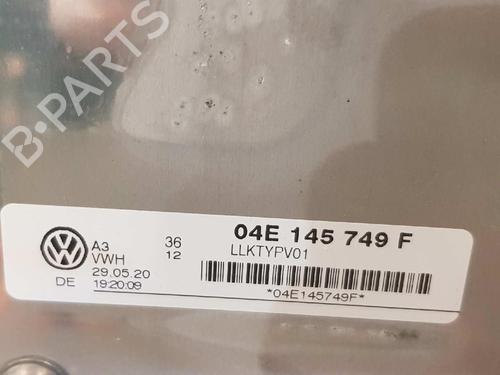 B-PARTS
04E 145 749 F
A3
36
LLKTYPV01
VWH
12
29.05.20
DE
19:20:09
*04E145749F*